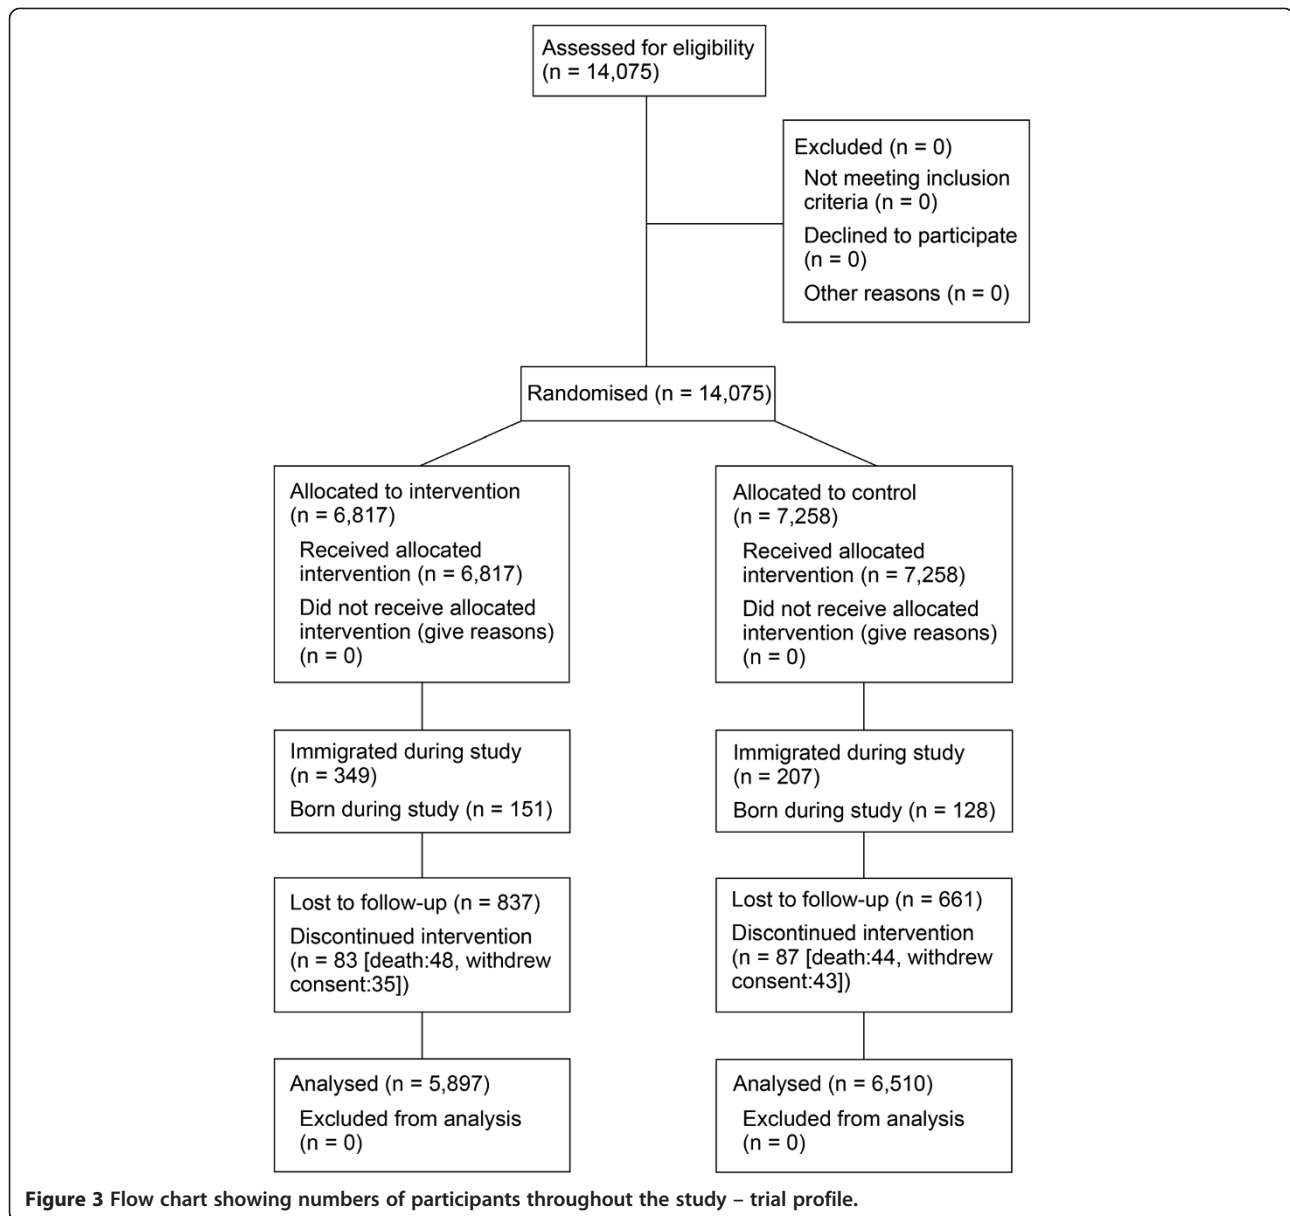 Assessed for eligibility
(n = 14,075)
Excluded (n = 0)
Not meeting inclusion
criteria (n = 0)
Declined to participate
(n = 0)
Other reasons (n = 0)
Randomised (n = 14,075)
Allocated to intervention
(n = 6,817)
Received allocated
intervention (n = 6,817)
Did not receive allocated
intervention (give reasons)
(n = 0)
Allocated to control
(n = 7,258)
Received allocated
intervention (n = 7,258)
Did not receive allocated
intervention (give reasons)
(n = 0)
Immigrated during study
(n = 349)
Born during study (n = 151)
Immigrated during study
(n = 207)
Born during study (n = 128)
Lost to follow-up (n = 837)
Discontinued intervention
(n = 83 [death:48, withdrew
consent:35])
Lost to follow-up (n = 661)
Discontinued intervention
(n = 87 [death:44, withdrew
consent:43])
Analysed (n = 5,897)
Excluded from analysis
(n = 0)
Analysed (n = 6,510)
Excluded from analysis
(n = 0)
Figure 3 Flow chart showing numbers of participants throughout the study – trial profile.